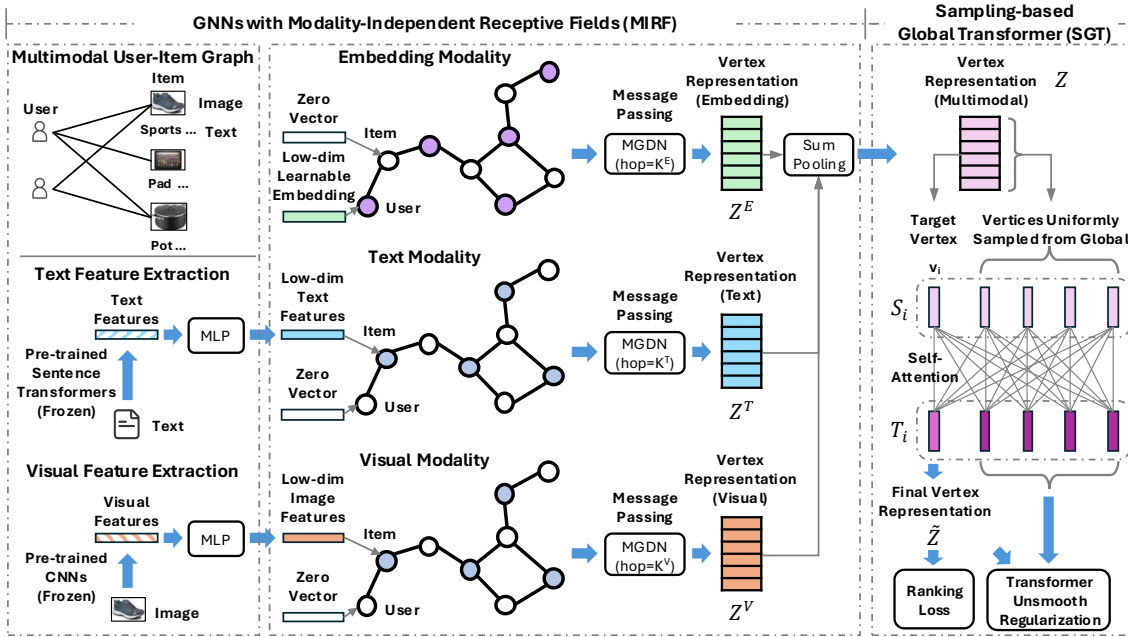 GNNs with Modality-Independent Receptive Fields (MIRF)
Sampling-based
Global Transformer (SGT)
Multimodal User-Item Graph
Item
User
Image
Sports ...
Text
Pad ...
Pot ...
Text Feature Extraction
Text
Features
MLP
Pre-trained
Sentence
Transformers
(Frozen)
Text
Visual Feature Extraction
Visual
Features
MLP
Pre-trained
CNNs
(Frozen)
Image
Embedding Modality
Zero
Vector
Item
Low-dim
Learnable
Embedding
User
Message
Passing
MGDN
(hop=K^E)
Vertex
Representation
(Embedding)
Z^E
Sum
Pooling
Text Modality
Low-dim
Text
Features
Item
Zero
Vector
User
Message
Passing
MGDN
(hop=K^T)
Vertex
Representation
(Text)
Z^T
Visual Modality
Low-dim
Image
Features
Item
Zero
Vector
User
Message
Passing
MGDN
(hop=K^V)
Vertex
Representation
(Visual)
Z^V
Vertex
Representation
(Multimodal)
Z
Target
Vertex
Vertices Uniformly
Sampled from Global
v_i
S_i
Self-
Attention
T_i
Final Vertex
Representation
Z̃
Ranking
Loss
Transformer
Unsmooth
Regularization